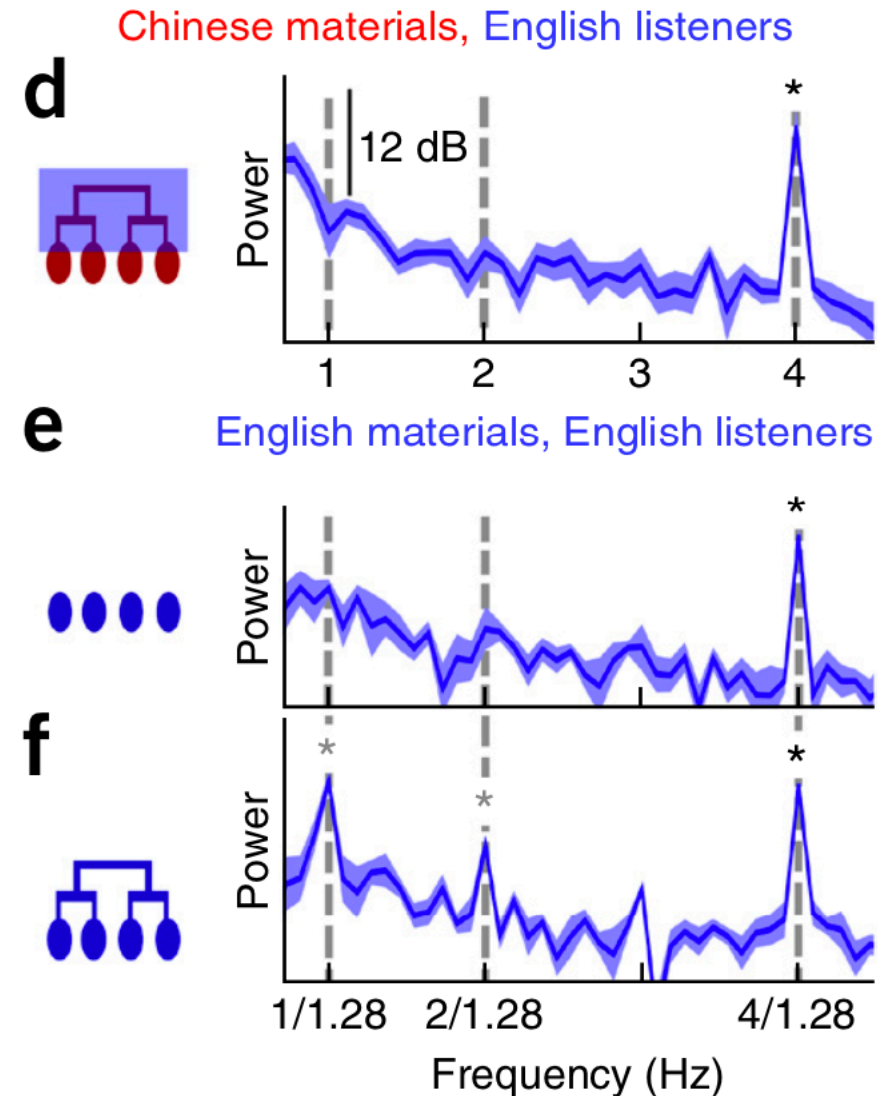 Chinese materials, English listeners
d
*
12 dB
Power
1 2 3 4
e
English materials, English listeners
*
Power
f
* * *
Power
1/1.28 2/1.28 4/1.28
Frequency (Hz)